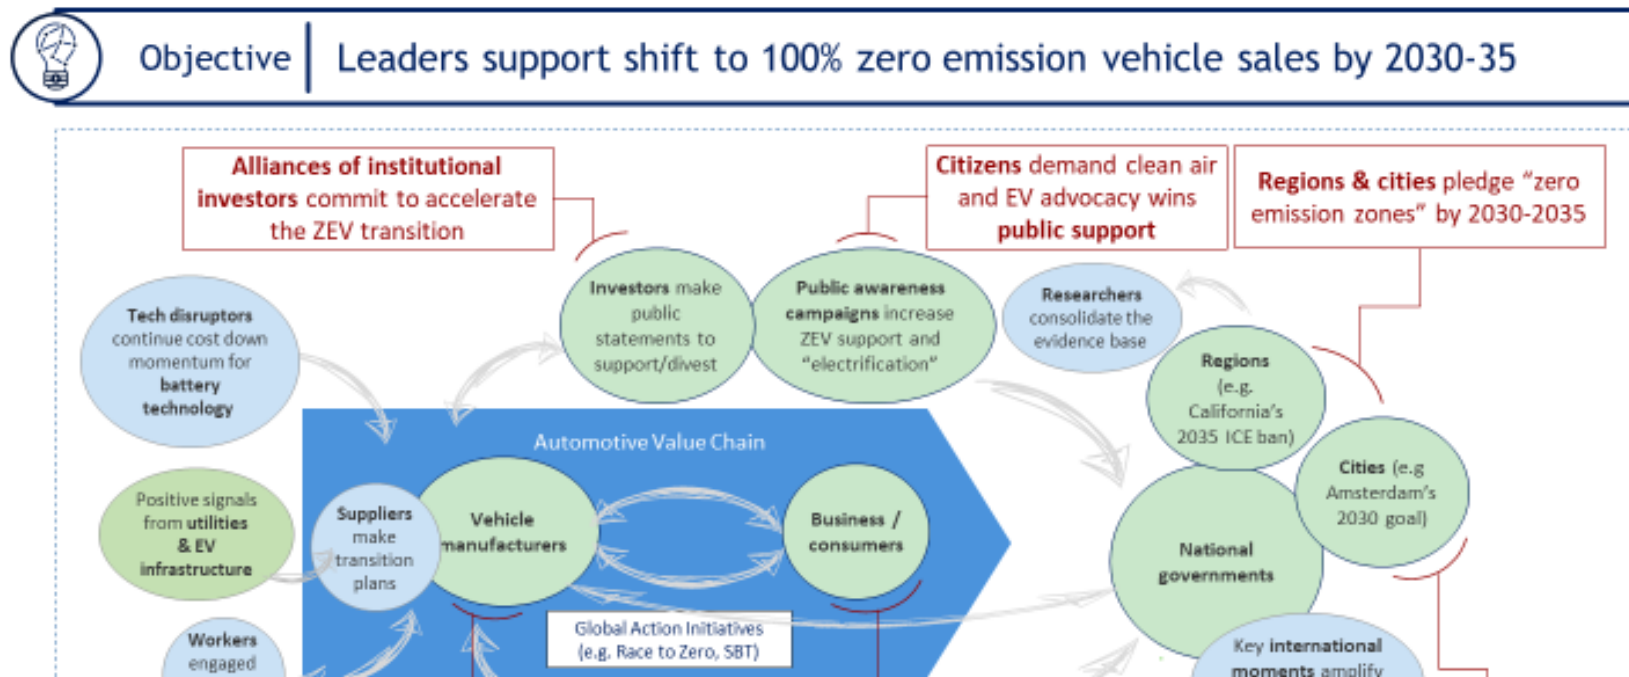 Objective
Leaders support shift to 100% zero emission vehicle sales by 2030-35
Alliances of institutional
investors commit to accelerate
the ZEV transition
Citizens demand clean air
and EV advocacy wins
public support
Regions & cities pledge “zero
emission zones” by 2030-2035
Tech disruptors
continue cost down
momentum for
battery
technology
Investors make
public
statements to
support/divest
Public awareness
campaigns increase
ZEV support and
“electrification”
Researchers
consolidate the
evidence base
Regions
(e.g.
California’s
2035 ICE ban)
Cities (e.g
Amsterdam’s
2030 goal)
Automotive Value Chain
Positive signals
from utilities
& EV
infrastructure
Suppliers
make
transition
plans
Vehicle
manufacturers
Business /
consumers
National
governments
Global Action Initiatives
(e.g. Race to Zero, SBT)
Workers
engaged
Key international
moments amplify